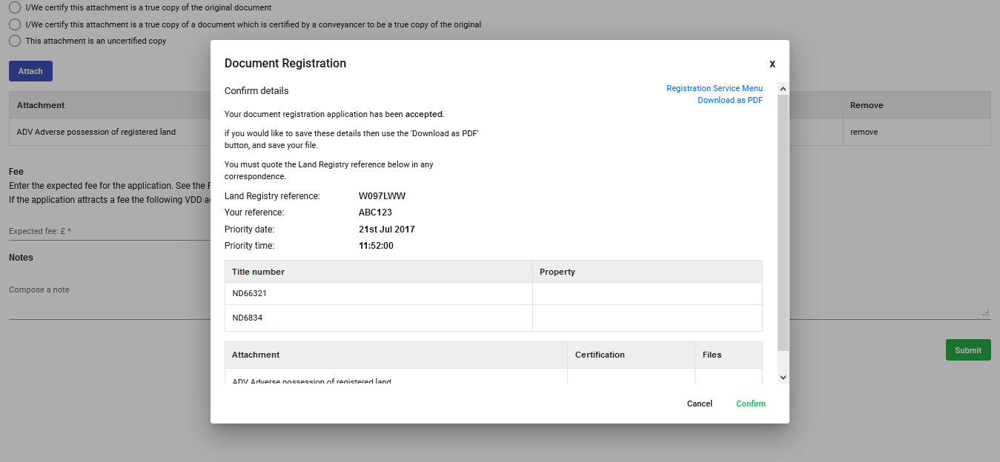 I/We certify this attachment is a true copy of the original document
I/We certify this attachment is a true copy of a document which is certified by a conveyancer to be a true copy of the original
This attachment is an uncertified copy
Attach
Attachment
Remove
ADV Adverse possession of registered land
remove
Fee
Enter the expected fee for the application. See the
If the application attracts a fee the following VDD
Expected fee: £ *
Notes
Compose a note
Submit
Document Registration
x
Confirm details
Registration Service Menu
Download as PDF
Your document registration application has been accepted.
if you would like to save these details then use the 'Download as PDF'
button, and save your file.
You must quote the Land Registry reference below in any
correspondence.
Land Registry reference: W097LWW
Your reference: ABC123
Priority date: 21st Jul 2017
Priority time: 11:52:00
Title number Property
ND66321
ND6834
Attachment Certification Files
ADV Adverse possession of registered land
Cancel Confirm